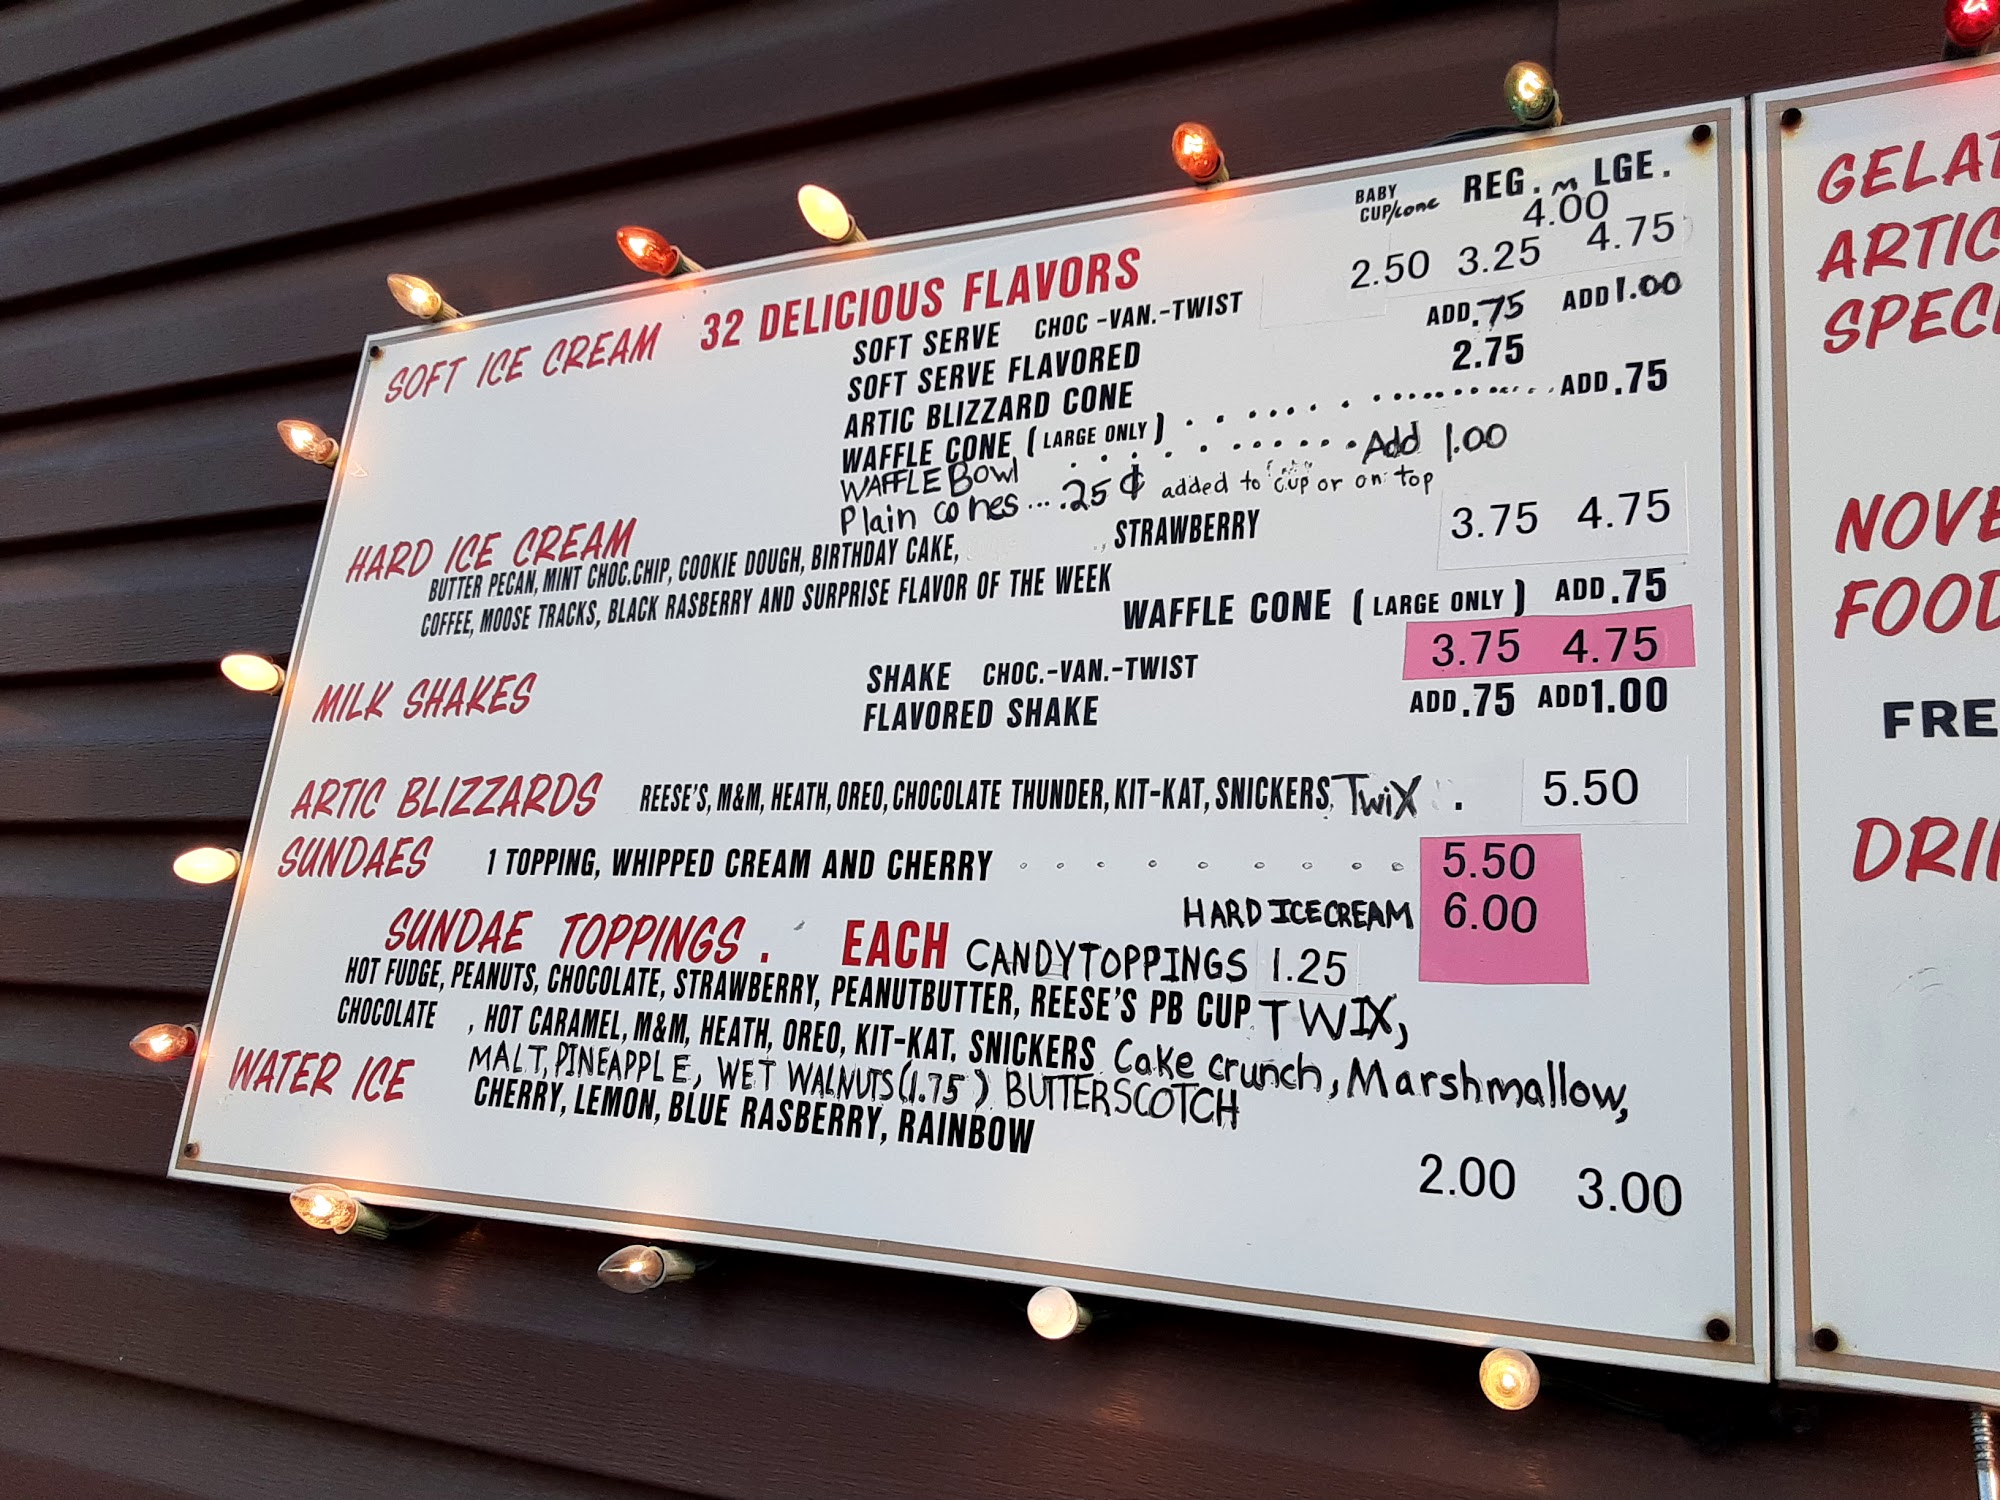 BABY CUP/cone REG. m LGE.
4.00
SOFT ICE CREAM 32 DELICIOUS FLAVORS
SOFT SERVE CHOC -VAN.-TWIST 2.50 3.25 4.75
SOFT SERVE FLAVORED ADD.75 ADD 1.00
ARTIC BLIZZARD CONE 2.75
WAFFLE CONE (LARGE ONLY) ADD.75
WAFFLE Bowl Add 1.00
Plain cones ... .25¢ added to cup or on top
HARD ICE CREAM
BUTTER PECAN, MINT CHOC.CHIP, COOKIE DOUGH, BIRTHDAY CAKE, , STRAWBERRY 3.75 4.75
COFFEE, MOOSE TRACKS, BLACK RASBERRY AND SURPRISE FLAVOR OF THE WEEK
WAFFLE CONE (LARGE ONLY) ADD.75
MILK SHAKES SHAKE CHOC.-VAN.-TWIST 3.75 4.75
FLAVORED SHAKE ADD.75 ADD1.00
ARTIC BLIZZARDS REESE'S, M&M, HEATH, OREO, CHOCOLATE THUNDER, KIT-KAT, SNICKERS, TwiX . 5.50
SUNDAES 1 TOPPING, WHIPPED CREAM AND CHERRY 5.50
HARD ICE CREAM 6.00
SUNDAE TOPPINGS . EACH CANDY TOPPINGS 1.25
HOT FUDGE, PEANUTS, CHOCOLATE, STRAWBERRY, PEANUTBUTTER, REESE'S PB CUP TWIX,
CHOCOLATE , HOT CARAMEL, M&M, HEATH, OREO, KIT-KAT. SNICKERS Cake crunch, Marshmallow,
MALT, PINEAPPLE, WET WALNUTS(1.75) BUTTERSCOTCH
WATER ICE CHERRY, LEMON, BLUE RASBERRY, RAINBOW
2.00 3.00
GELAT
ARTIC
SPECI
NOVE
FOOD
FRE
DRI